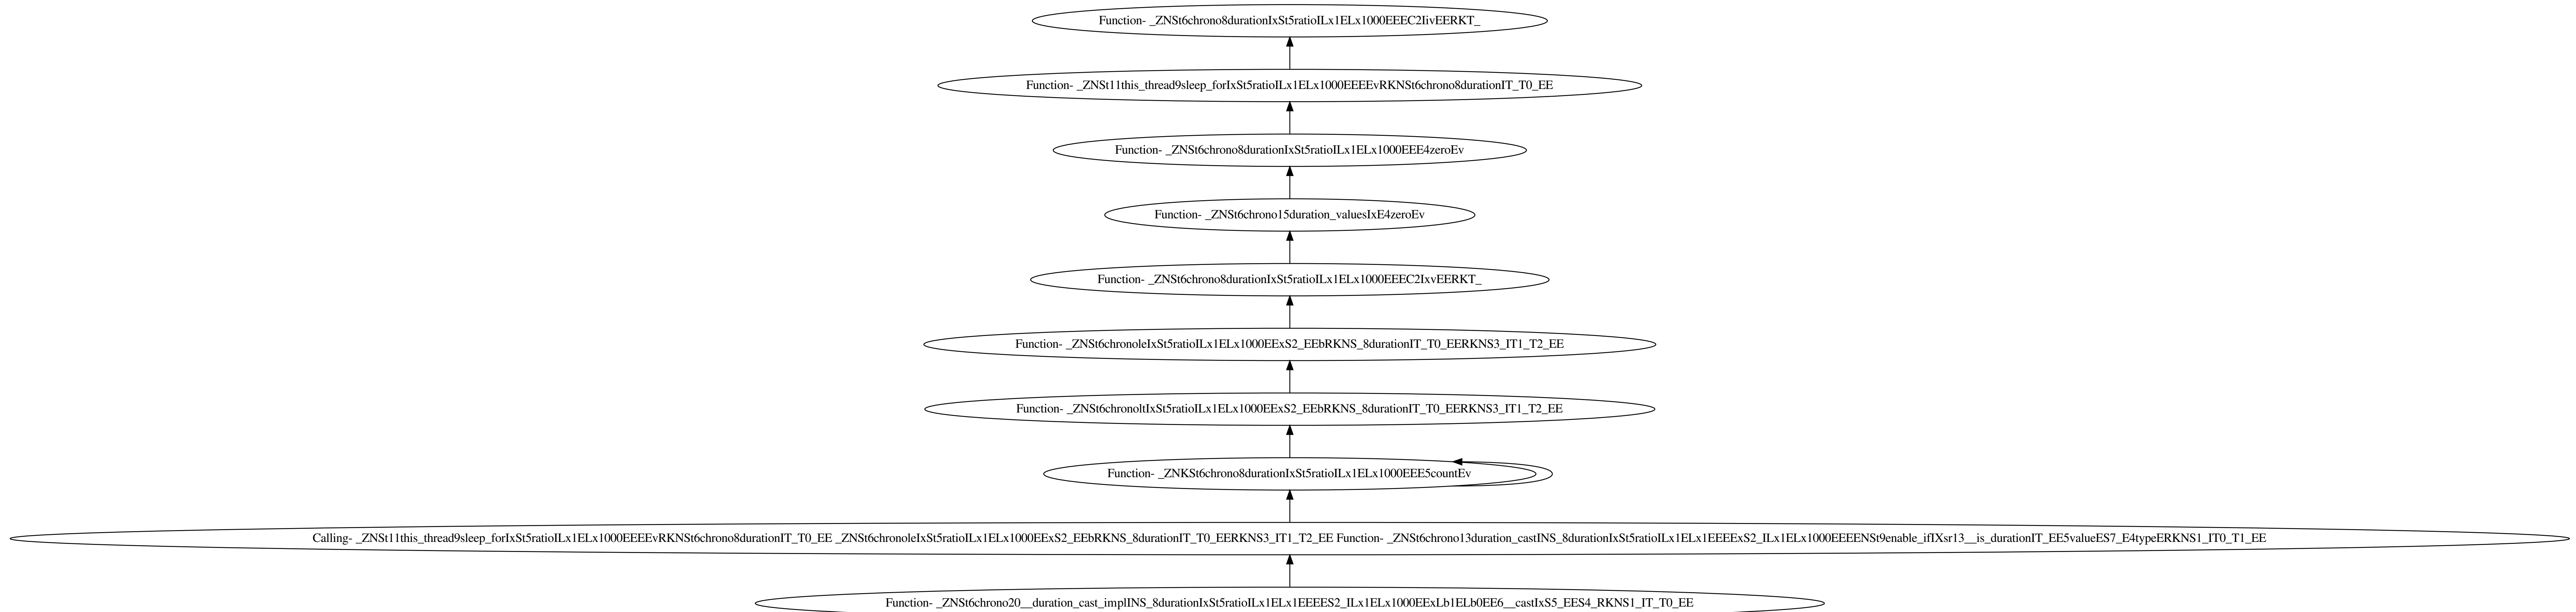 Function- _ZNSt6chrono8durationIxSt5ratioILx1ELx1000EEEC2IivEERKT_
Function- _ZNSt11this_thread9sleep_forIxSt5ratioILx1ELx1000EEEEvRKNSt6chrono8durationIT_T0_EE
Function- _ZNSt6chrono8durationIxSt5ratioILx1ELx1000EEE4zeroEv
Function- _ZNSt6chrono15duration_valuesIxE4zeroEv
Function- _ZNSt6chrono8durationIxSt5ratioILx1ELx1000EEEC2IxvEERKT_
Function- _ZNSt6chronoleIxSt5ratioILx1ELx1000EExS2_EEbRKNS_8durationIT_T0_EERKNS3_IT1_T2_EE
Function- _ZNSt6chronoltIxSt5ratioILx1ELx1000EExS2_EEbRKNS_8durationIT_T0_EERKNS3_IT1_T2_EE
Function- _ZNKSt6chrono8durationIxSt5ratioILx1ELx1000EEE5countEv
Calling- _ZNSt11this_thread9sleep_forIxSt5ratioILx1ELx1000EEEEvRKNSt6chrono8durationIT_T0_EE _ZNSt6chronoleIxSt5ratioILx1ELx1000EExS2_EEbRKNS_8durationIT_T0_EERKNS3_IT1_T2_EE Function- _ZNSt6chrono13duration_castINS_8durationIxSt5ratioILx1ELx1EEEExS2_ILx1ELx1000EEEENSt9enable_ifIXsr13__is_durationIT_EE5valueES7_E4typeERKNS1_IT0_T1_EE
Function- _ZNSt6chrono20__duration_cast_implINS_8durationIxSt5ratioILx1ELx1EEEES2_ILx1ELx1000EExLb1ELb0EE6__castIxS5_EES4_RKNS1_IT_T0_EE